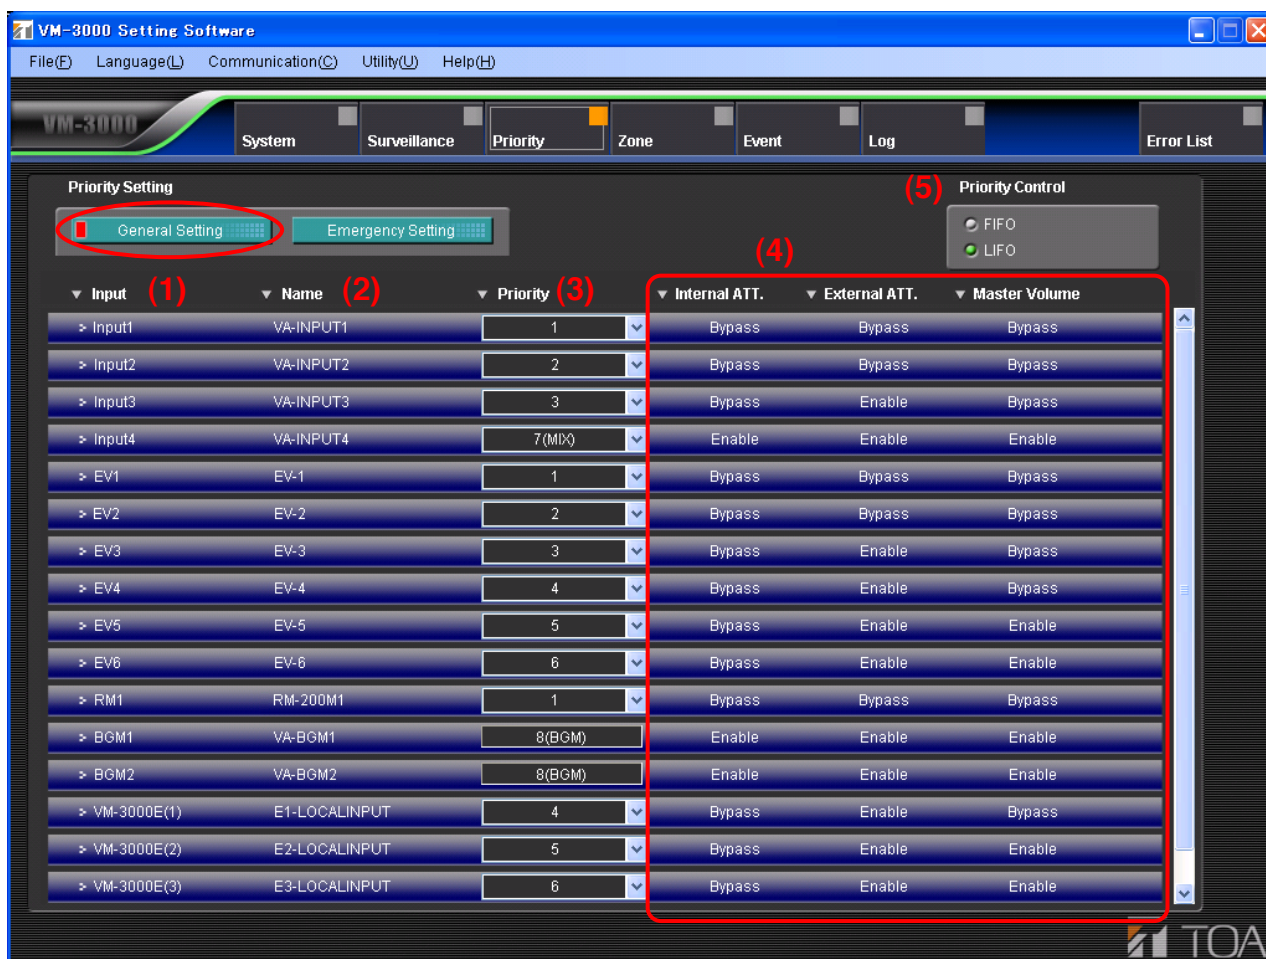 VM-3000 Setting Software
File(F) Language(L) Communication(C) Utility(U) Help(H)
VM-3000
System Surveillance Priority Zone Event Log Error List
Priority Setting (5) Priority Control
General Setting Emergency Setting FIFO
(4) LIFO
Input (1) Name (2) Priority (3) Internal ATT. External ATT. Master Volume
Input1 VA-INPUT1 1 Bypass Bypass Bypass
Input2 VA-INPUT2 2 Bypass Bypass Bypass
Input3 VA-INPUT3 3 Bypass Enable Bypass
Input4 VA-INPUT4 7(MIX) Enable Enable Enable
EV1 EV-1 1 Bypass Bypass Bypass
EV2 EV-2 2 Bypass Bypass Bypass
EV3 EV-3 3 Bypass Enable Bypass
EV4 EV-4 4 Bypass Enable Bypass
EV5 EV-5 5 Bypass Enable Enable
EV6 EV-6 6 Bypass Enable Enable
RM1 RM-200M1 1 Bypass Bypass Bypass
BGM1 VA-BGM1 8(BGM) Enable Enable Enable
BGM2 VA-BGM2 8(BGM) Enable Enable Enable
VM-3000E(1) E1-LOCALINPUT 4 Bypass Enable Bypass
VM-3000E(2) E2-LOCALINPUT 5 Bypass Enable Enable
VM-3000E(3) E3-LOCALINPUT 6 Bypass Enable Enable
TOA